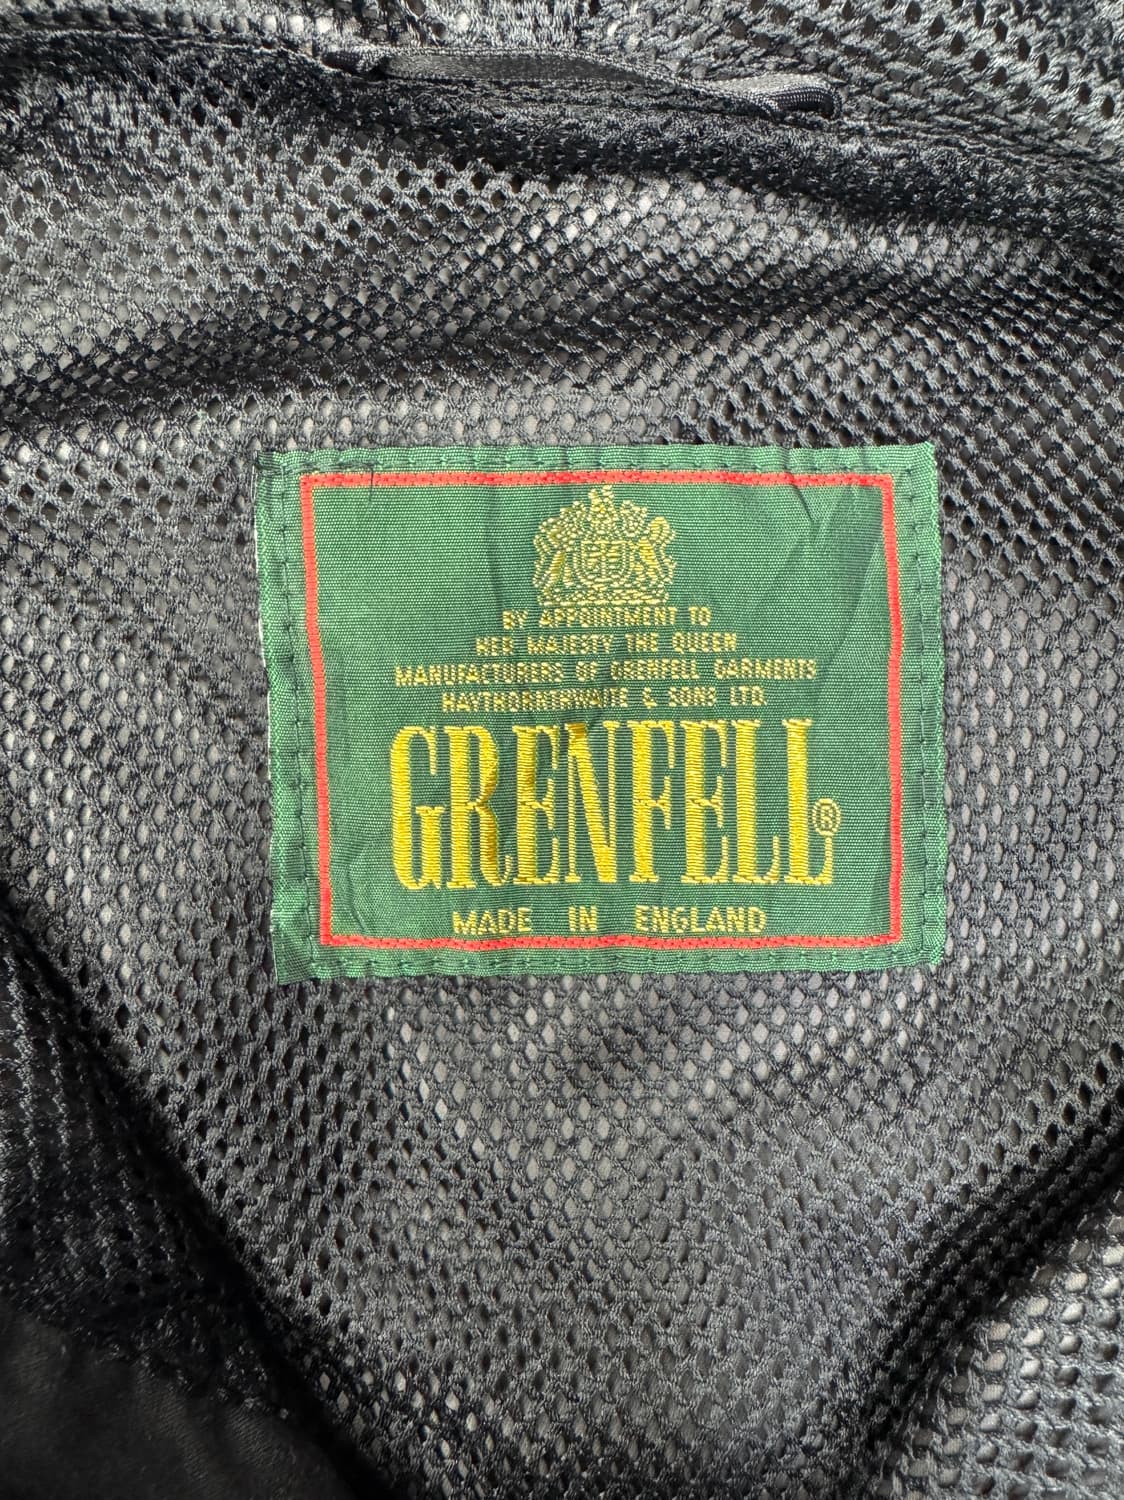 BY APPOINTMENT TO
HER MAJESTY THE QUEEN
MANUFACTURERS OF GRENFELL GARMENTS
HAYTHORNTHWAITE & SONS LTD
GRENFELL®
MADE IN ENGLAND